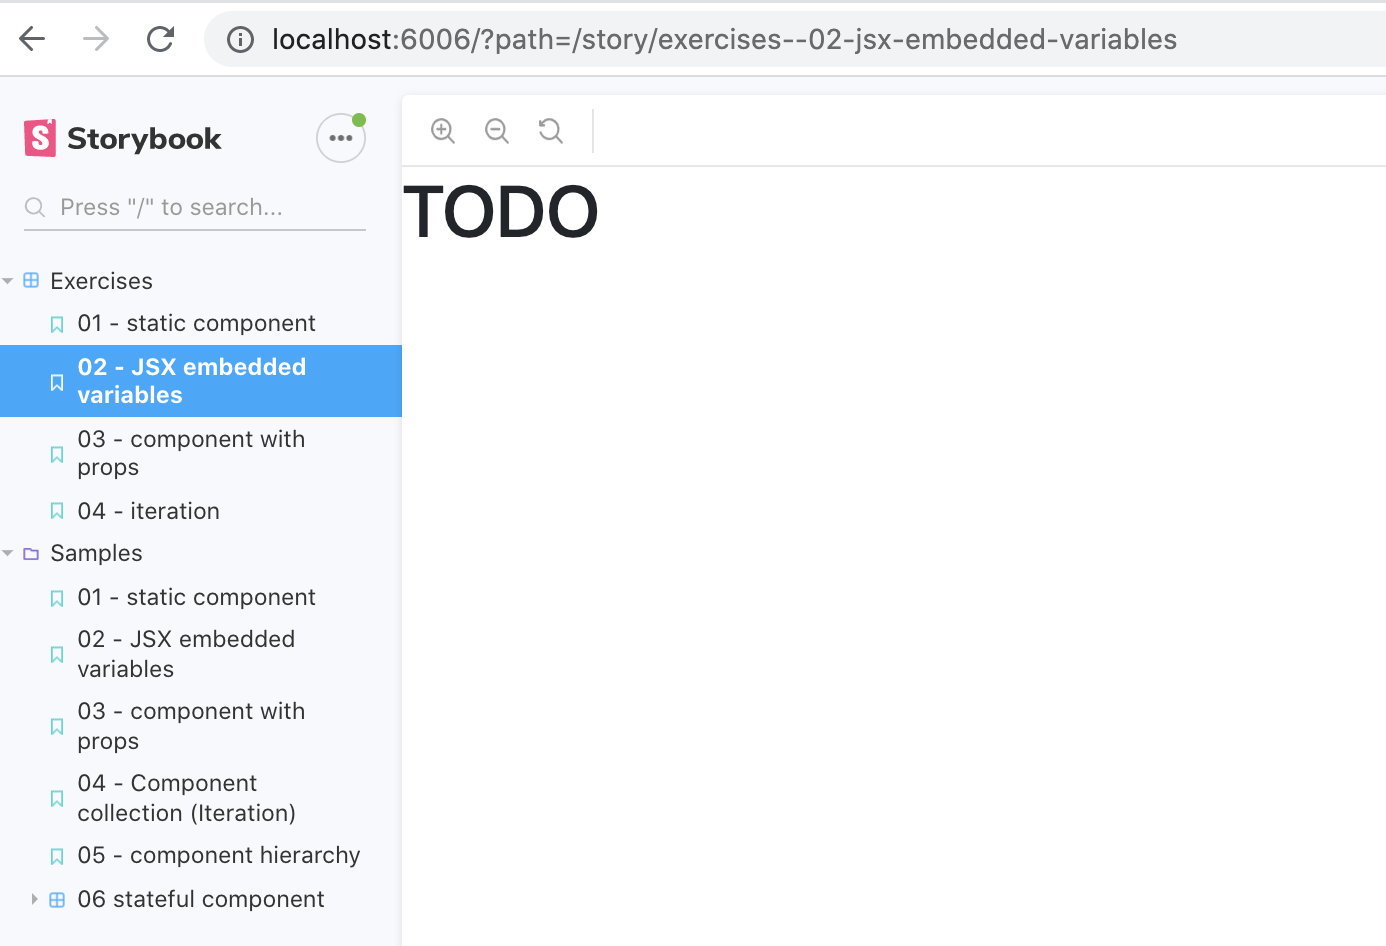 localhost:6006/?path=/story/exercises--02-jsx-embedded-variables
Storybook
Press "/" to search...
Exercises
01 - static component
02 - JSX embedded
variables
03 - component with
props
04 - iteration
Samples
01 - static component
02 - JSX embedded
variables
03 - component with
props
04 - Component
collection (Iteration)
05 - component hierarchy
06 stateful component
TODO